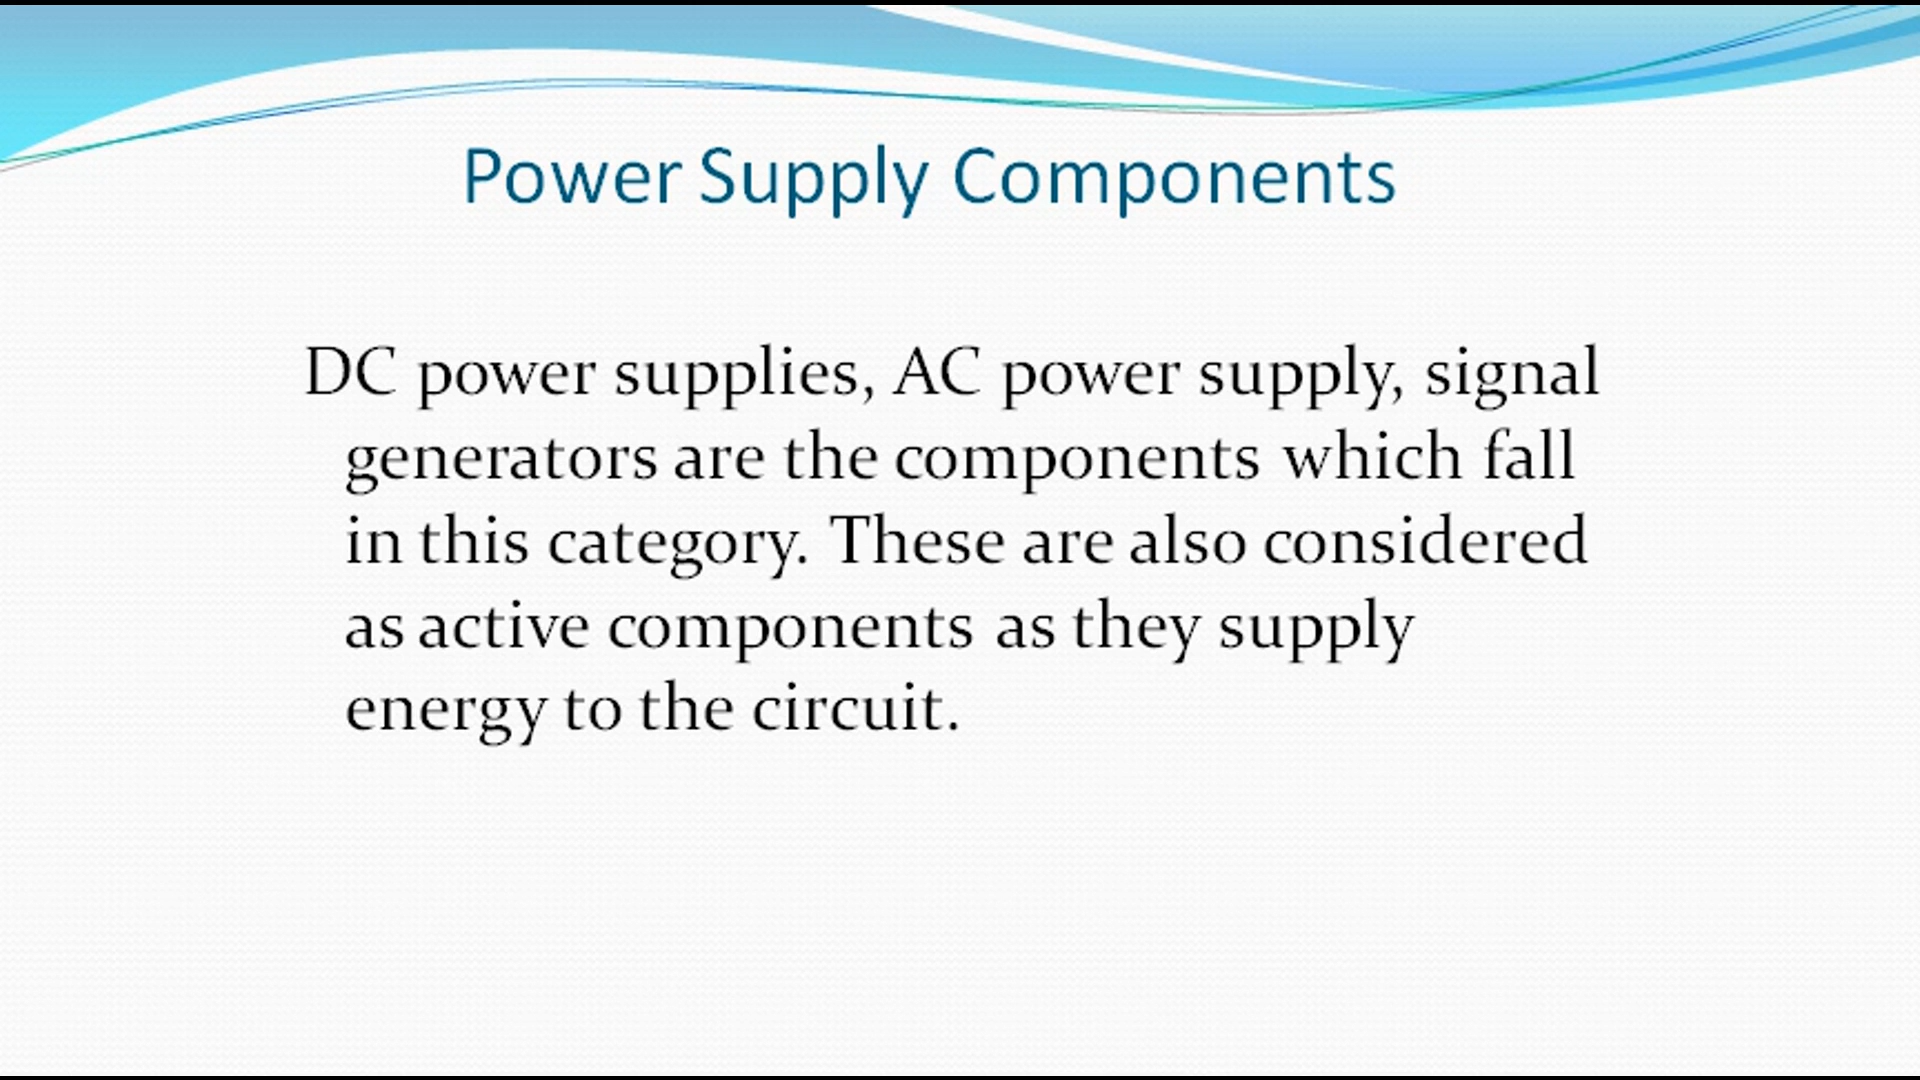 Power Supply Components
DC power supplies, AC power supply, signal
generators are the components which fall
in this category. These are also considered
as active components as they supply
energy to the circuit.